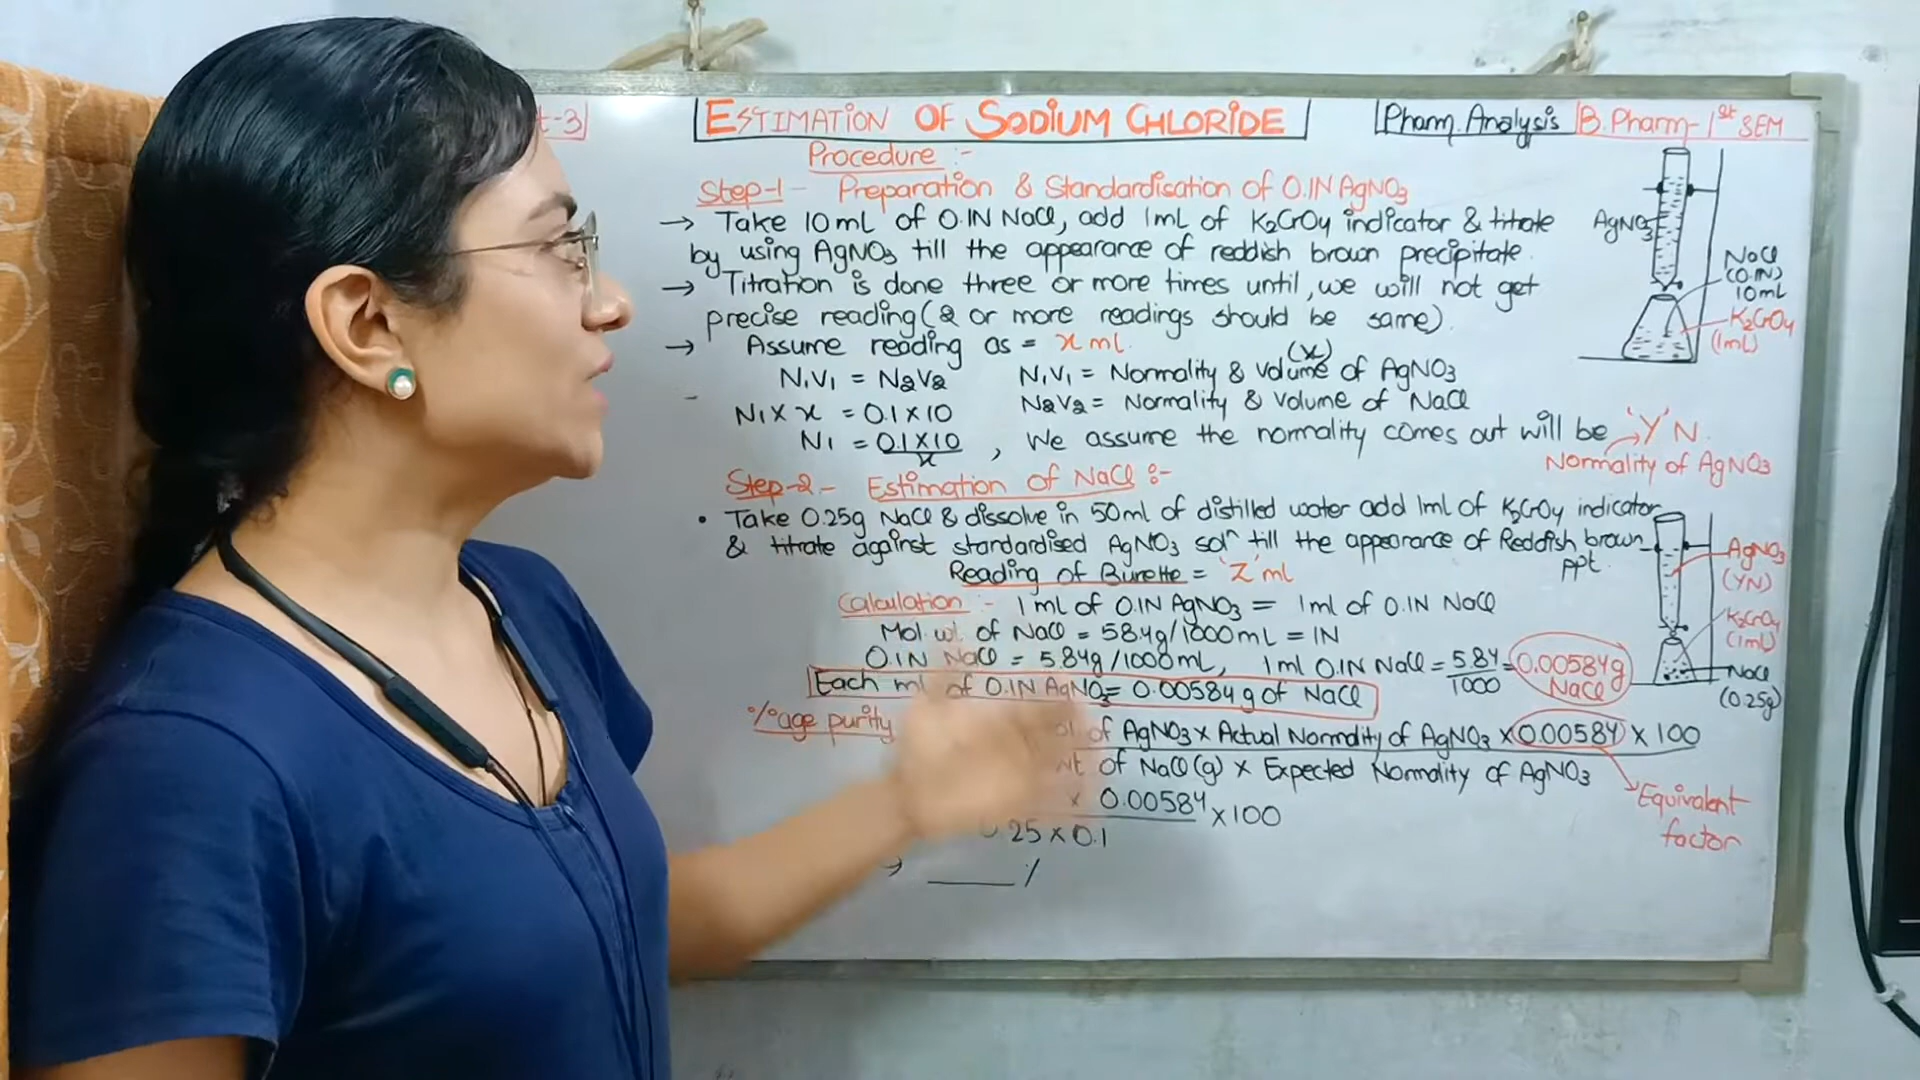 t-3
ESTIMATION OF SODIUM CHLORIDE
Pharm. Analysis B. Pharm - 1st SEM
Procedure :-
Step-1 - Preparation & Standardisation of 0.1N AgNO3
→ Take 10ml of 0.1N NaCl, add 1mL of K2CrO4 indicator & titrate
by using AgNO3 till the appearance of reddish brown precipitate.
→ Titration is done three or more times until, we will not get
precise reading (2 or more readings should be same).
→ Assume reading as = x ml.
N1V1 = N2V2
N1V1 = Normality & Volume (x) of AgNO3
N1 X x = 0.1 X 10
N2V2 = Normality & Volume of NaCl
N1 = 0.1 X 10 / x , We assume the normality comes out will be 'Y' N.
Normality of AgNO3
AgNO3
NaCl
(0.1N)
10mL
K2CrO4
(1mL)
Step-2 - Estimation of NaCl :-
• Take 0.25g NaCl & dissolve in 50ml of distilled water add 1ml of K2CrO4 indicator
& titrate against standardised AgNO3 soln till the appearance of Reddish brown
ppt.
Reading of Burette = 'Z' ml
Calculation :- 1ml of 0.1N AgNO3 = 1ml of 0.1N NaCl
Mol. wt. of NaCl = 58.4g/1000mL = 1N
0.1N NaCl = 5.84g/1000mL, 1ml 0.1N NaCl = 5.84/1000 = 0.00584g NaCl
Each ml of 0.1N AgNO3 = 0.00584g of NaCl
AgNO3
(YN)
K2CrO4
(1mL)
NaCl
(0.25g)
%age purity
of AgNO3 x Actual Normality of AgNO3 x 0.00584 x 100
wt of NaCl(g) x Expected Normality of AgNO3
x 0.00584 x 100
25 x 0.1
→ ______ %
Equivalent
factor